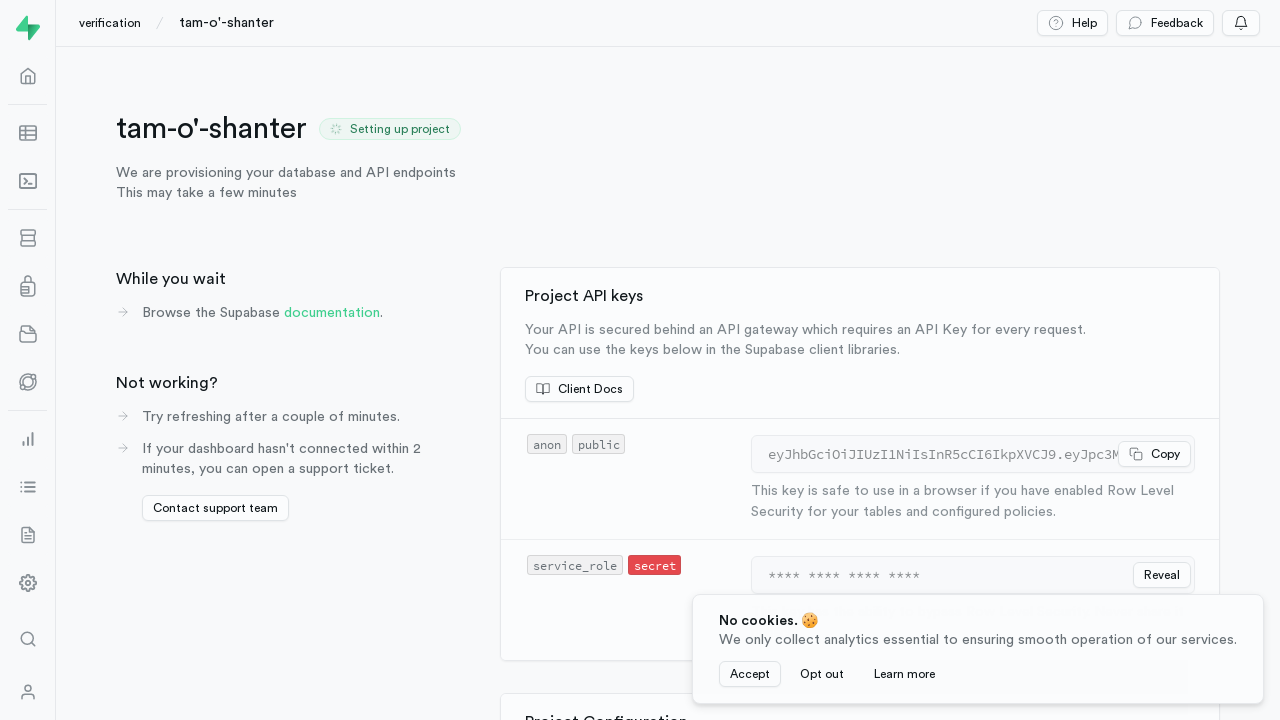 verification / tam-o'-shanter
Help
Feedback
tam-o'-shanter
Setting up project
We are provisioning your database and API endpoints
This may take a few minutes
While you wait
Browse the Supabase documentation.
Not working?
Try refreshing after a couple of minutes.
If your dashboard hasn't connected within 2
minutes, you can open a support ticket.
Contact support team
Project API keys
Your API is secured behind an API gateway which requires an API Key for every request.
You can use the keys below in the Supabase client libraries.
Client Docs
anon public
eyJhbGciOiJIUzI1NiIsInR5cCI6IkpXVCJ9.eyJpc3M
Copy
This key is safe to use in a browser if you have enabled Row Level
Security for your tables and configured policies.
service_role secret
**** **** **** ****
Reveal
No cookies. 🍪
We only collect analytics essential to ensuring smooth operation of our services.
Accept
Opt out
Learn more
Project Configuration